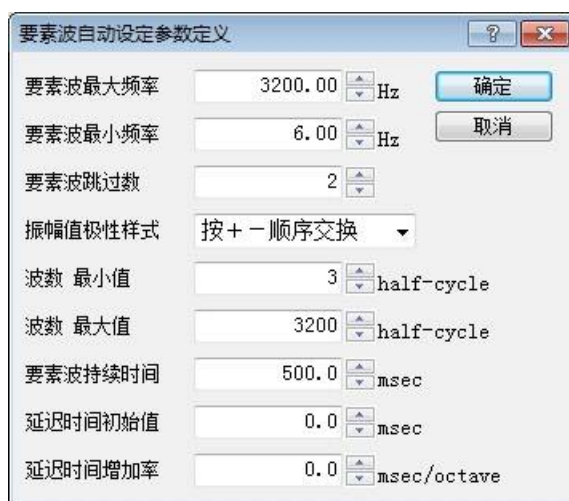 要素波自动设定参数定义
要素波最大频率 3200.00 Hz 确定
要素波最小频率 6.00 Hz 取消
要素波跳过数 2
振幅值极性样式 按+-顺序交换
波数 最小值 3 half-cycle
波数 最大值 3200 half-cycle
要素波持续时间 500.0 msec
延迟时间初始值 0.0 msec
延迟时间增加率 0.0 msec/octave